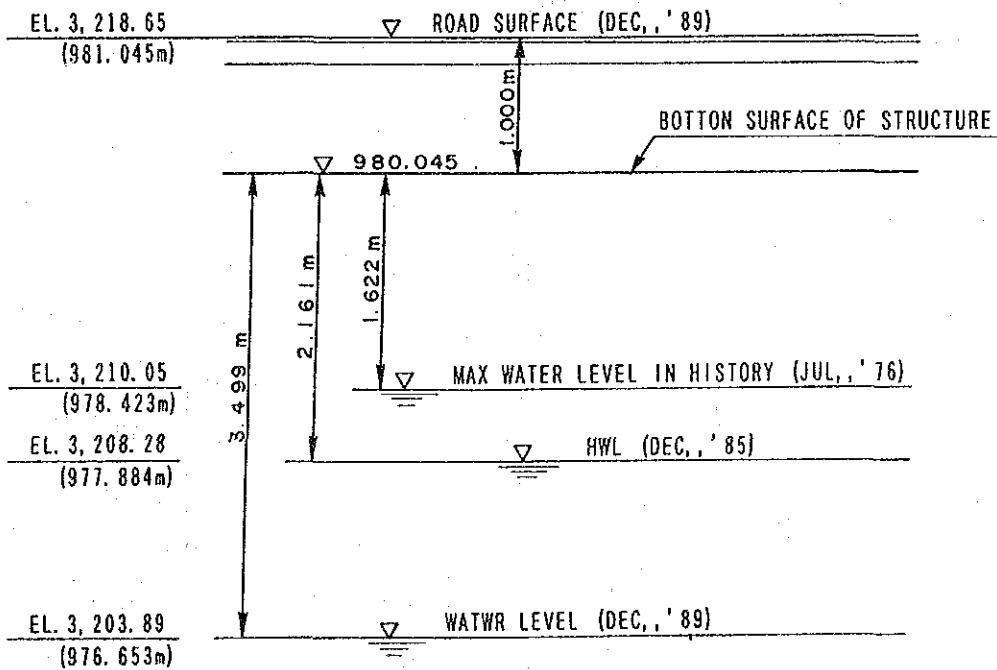 EL. 3, 218. 65
(981. 045m)
ROAD SURFACE (DEC,, '89)
1.000m
BOTTON SURFACE OF STRUCTURE
980.045
3.499 m
2.161 m
1.622 m
EL. 3, 210. 05
(978. 423m)
MAX WATER LEVEL IN HISTORY (JUL,, '76)
EL. 3, 208. 28
(977. 884m)
HWL (DEC,, '85)
EL. 3, 203. 89
(976. 653m)
WATWR LEVEL (DEC,, '89)